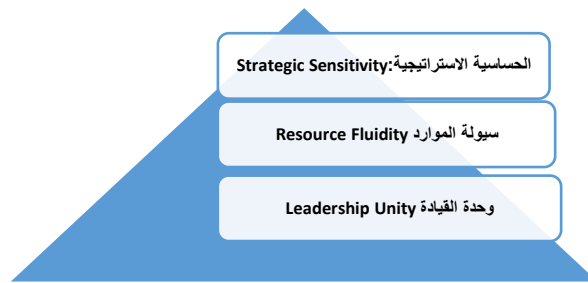 الحساسية الاستراتيجية:Strategic Sensitivity
سيولة الموارد Resource Fluidity
وحدة القيادة Leadership Unity